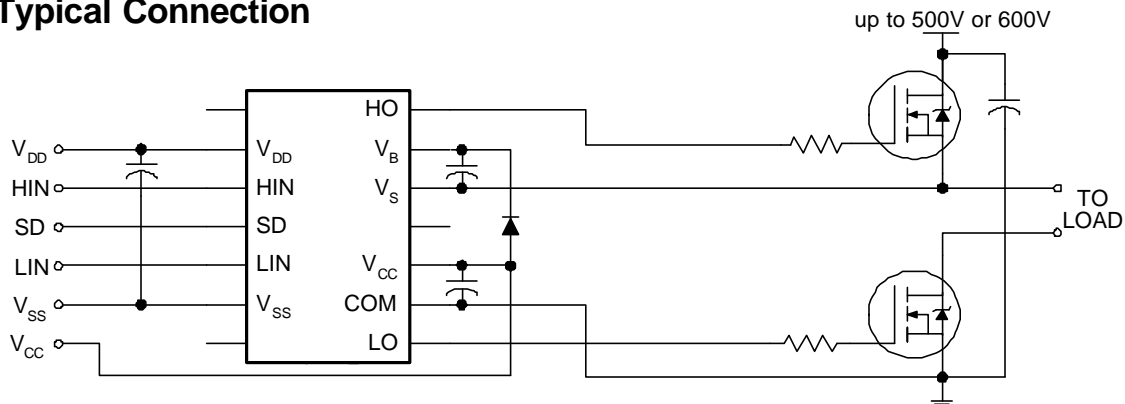 Typical Connection
up to 500V or 600V
HO
V_DD
V_DD
V_B
HIN
HIN
V_S
TO
LOAD
SD
SD
LIN
LIN
V_CC
V_SS
V_SS
COM
V_CC
LO